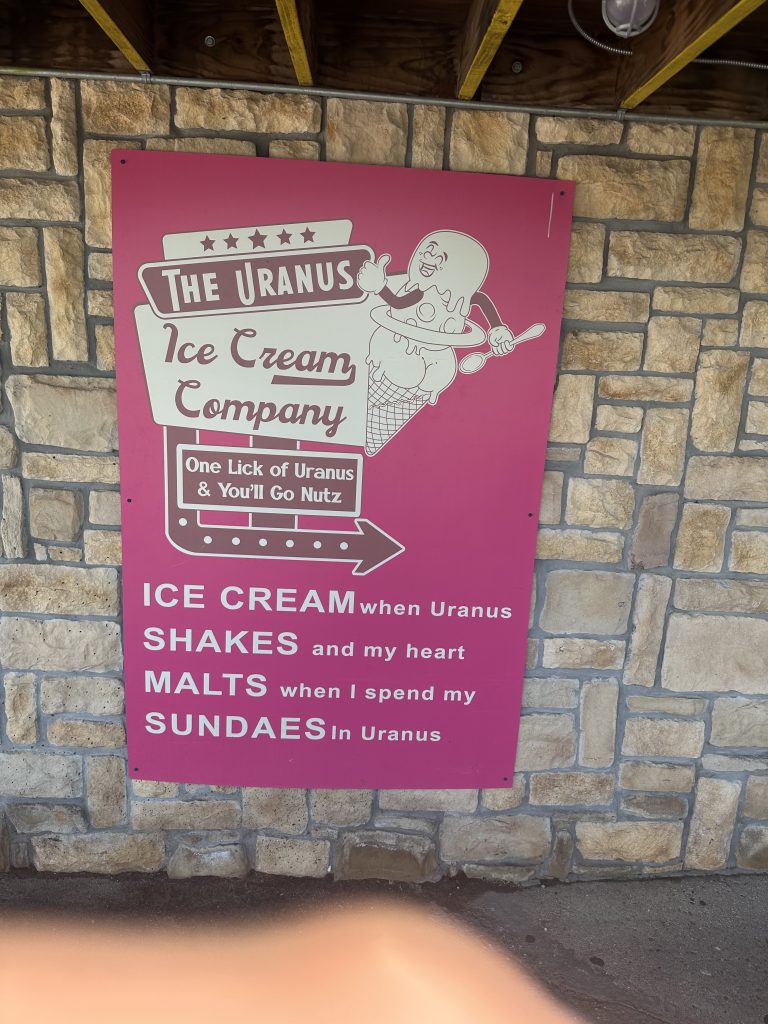 THE URANUS
Ice Cream
Company
One Lick of Uranus
& You'll Go Nutz
ICE CREAM when Uranus
SHAKES and my heart
MALTS when I spend my
SUNDAES In Uranus